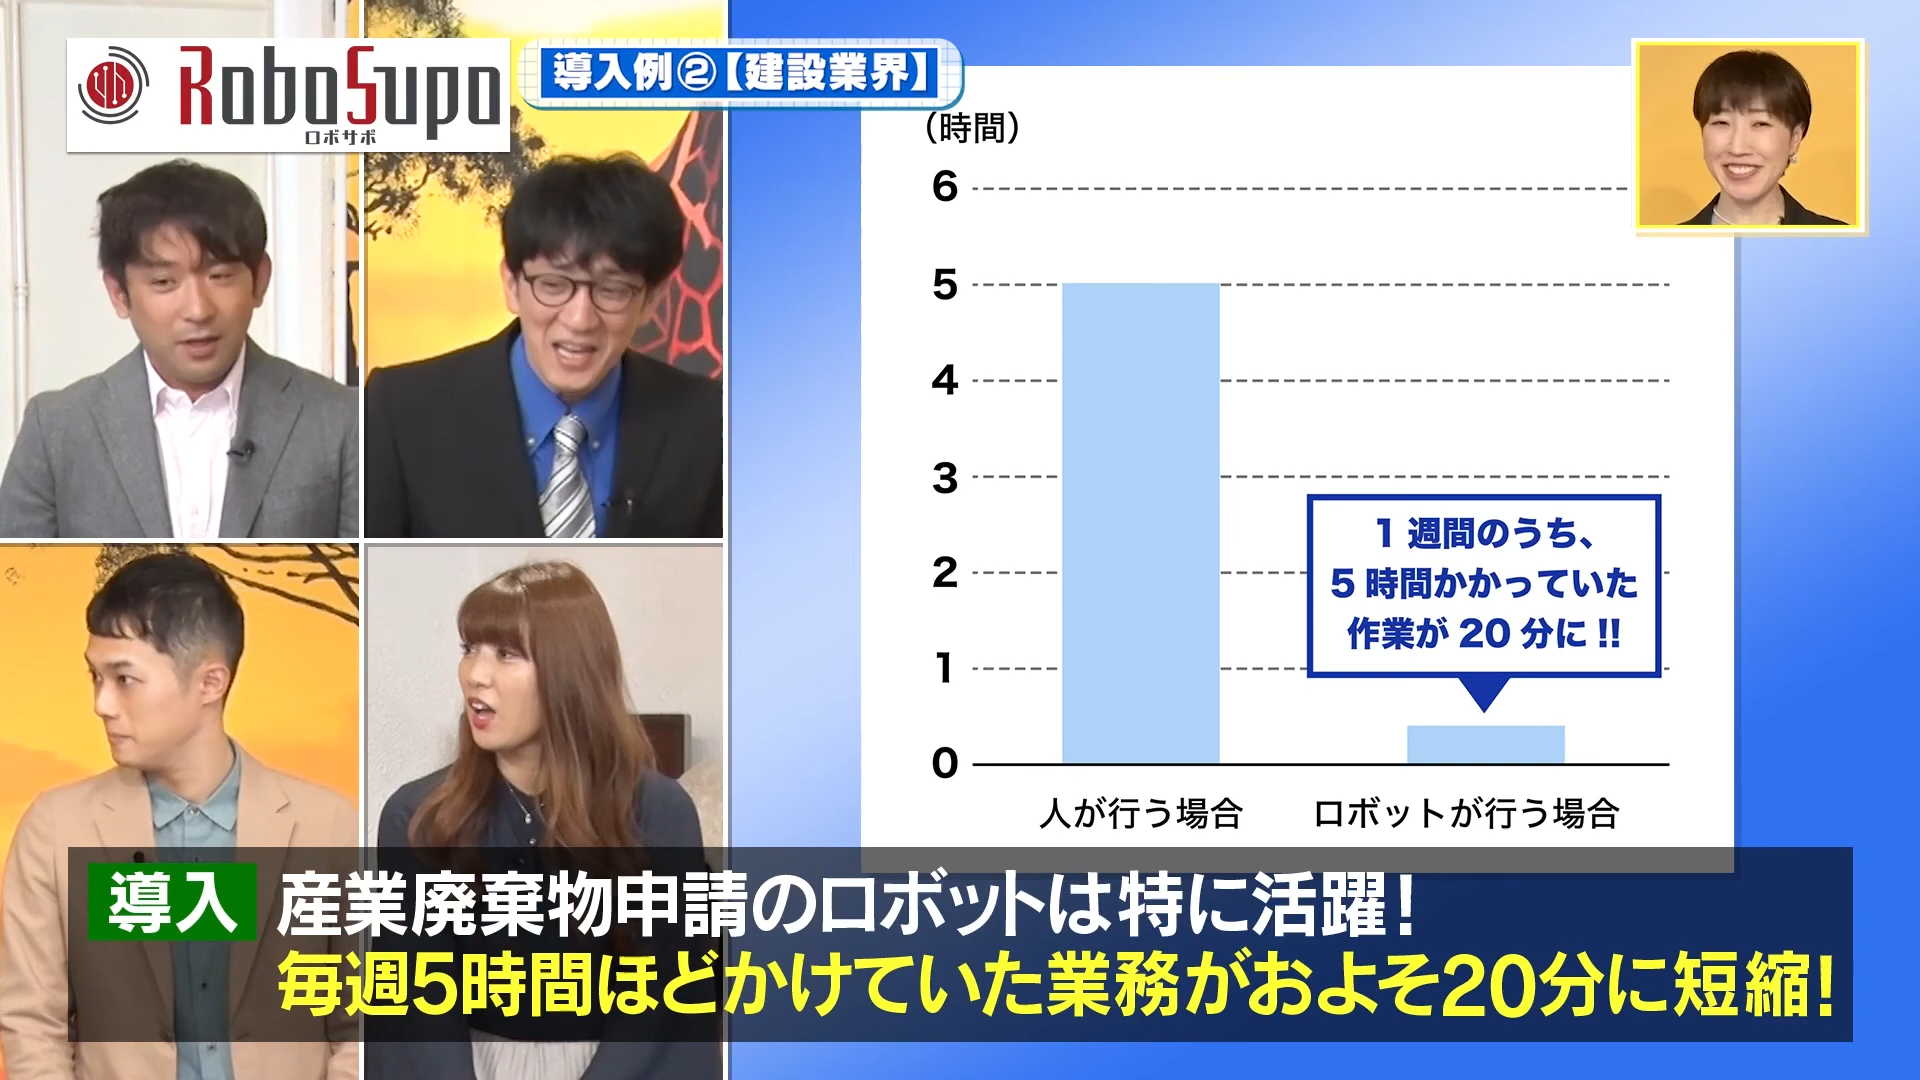 RoboSupo
ロボサポ
導入例②【建設業界】
(時間)
6
5
4
3
2
1
0
1週間のうち、
5時間かかっていた
作業が20分に!!
人が行う場合
ロボットが行う場合
導入
産業廃棄物申請のロボットは特に活躍!
毎週5時間ほどかけていた業務がおよそ20分に短縮!